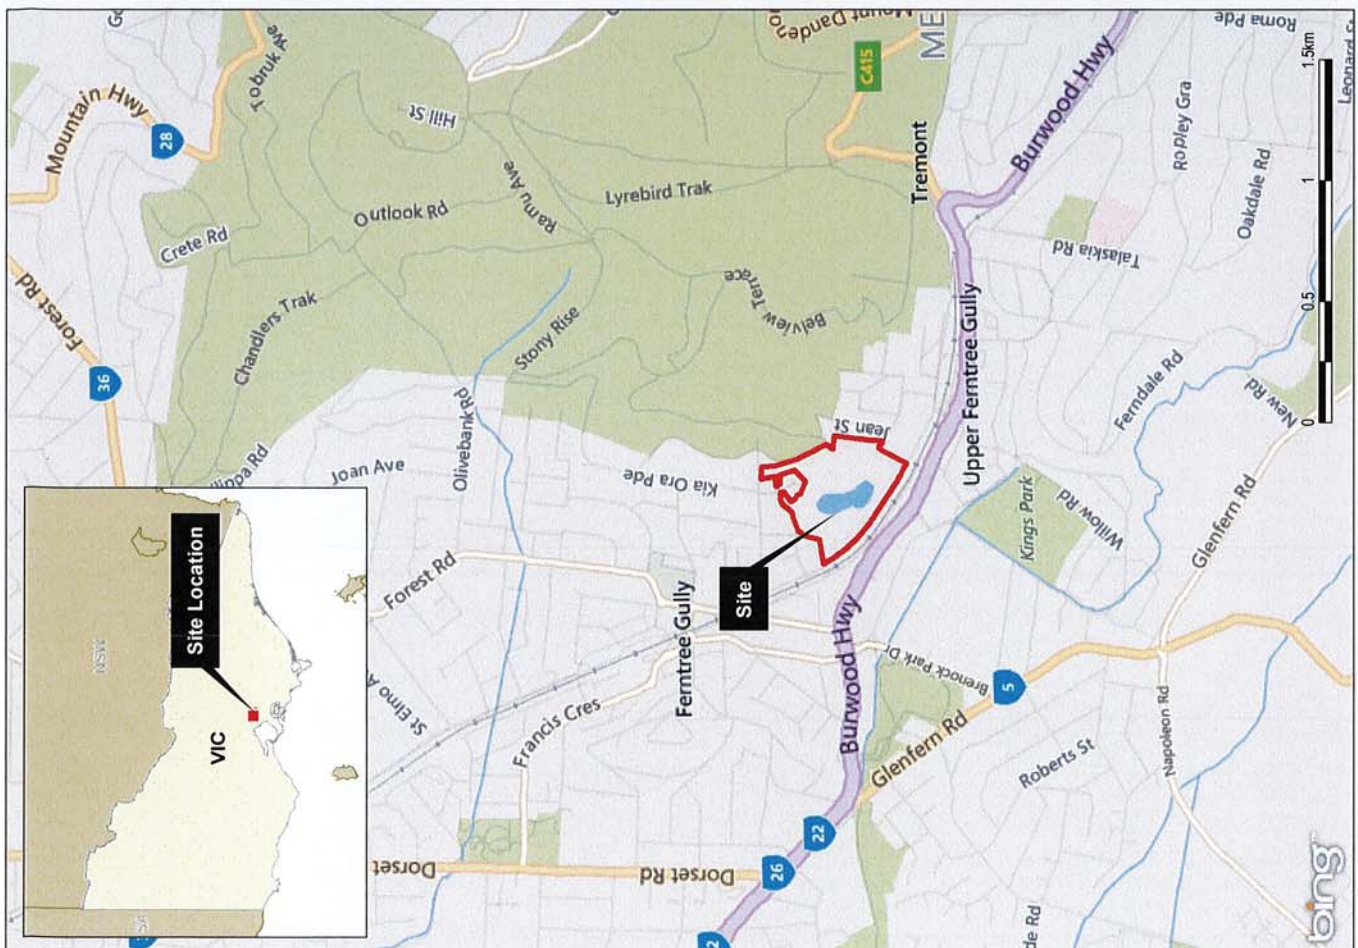 Mountain Hwy
28
Tobruk Ave
Forest Rd
36
Crete Rd
Hill St
Outlook Rd
Ramu Ave
Lyrebird Trak
Chandlers Trak
Stony Rise
Olivebank Rd
Joan Ave
Kia Ora Pde
Belview Terrace
Mount Danden
C415
ME
Tremont
Jean St
NSW
VIC
Site Location
Forest Rd
St Elmo A
Francis Cres
Ferntree Gully
Site
Upper Ferntree Gully
Burwood Hwy
Burwood Hwy
Roma Pde
Ropley Gra
Oakdale Rd
Talaskia Rd
Ferndale Rd
New Rd
Kings Park
Willow Rd
Glenfern Rd
Brenock Park Dr
5
Glenfern Rd
Roberts St
Napoleon Rd
Dorset
Dorset Rd
26
22
de Rd
0
0.5
1
1.5km
bing